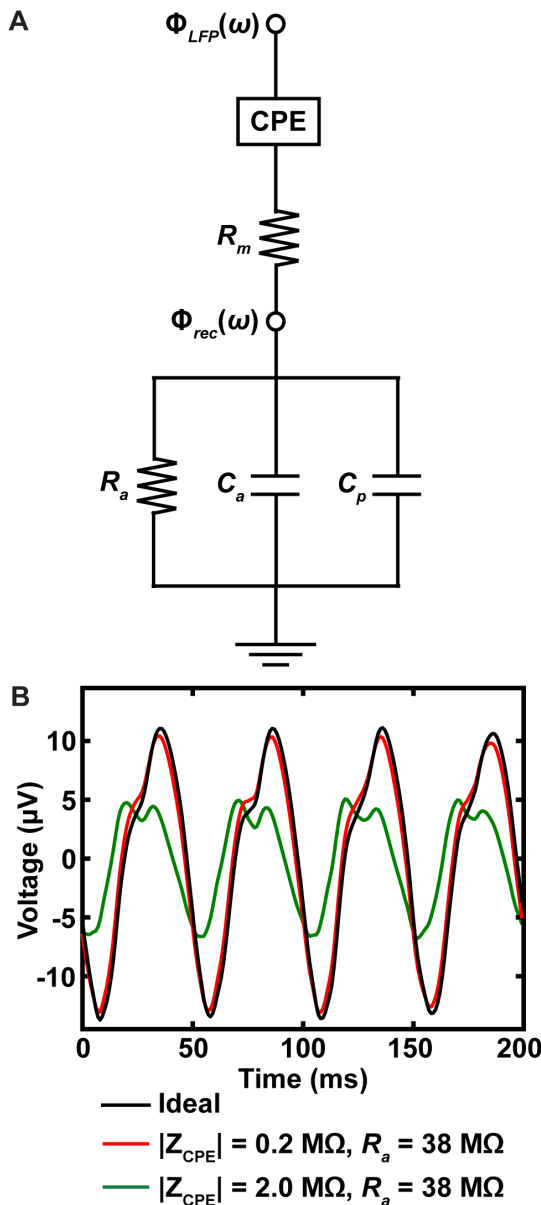 A
Φ_LFP(ω)
CPE
R_m
Φ_rec(ω)
R_a
C_a
C_p
B
10
5
0
-5
-10
Voltage (µV)
0 50 100 150 200
Time (ms)
Ideal
|Z_CPE| = 0.2 MΩ, R_a = 38 MΩ
|Z_CPE| = 2.0 MΩ, R_a = 38 MΩ